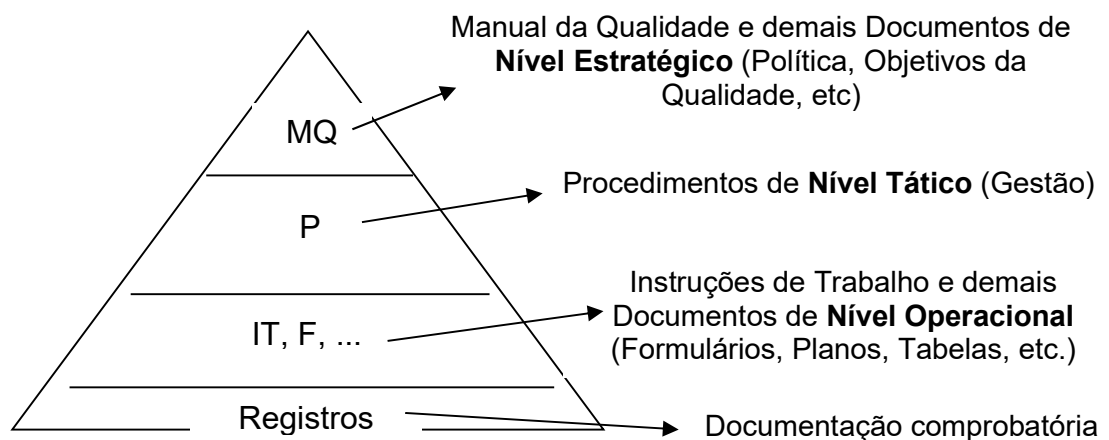 Manual da Qualidade e demais Documentos de
Nível Estratégico (Política, Objetivos da
Qualidade, etc)
MQ
Procedimentos de Nível Tático (Gestão)
P
Instruções de Trabalho e demais
Documentos de Nível Operacional
(Formulários, Planos, Tabelas, etc.)
IT, F, ...
Registros
Documentação comprobatória